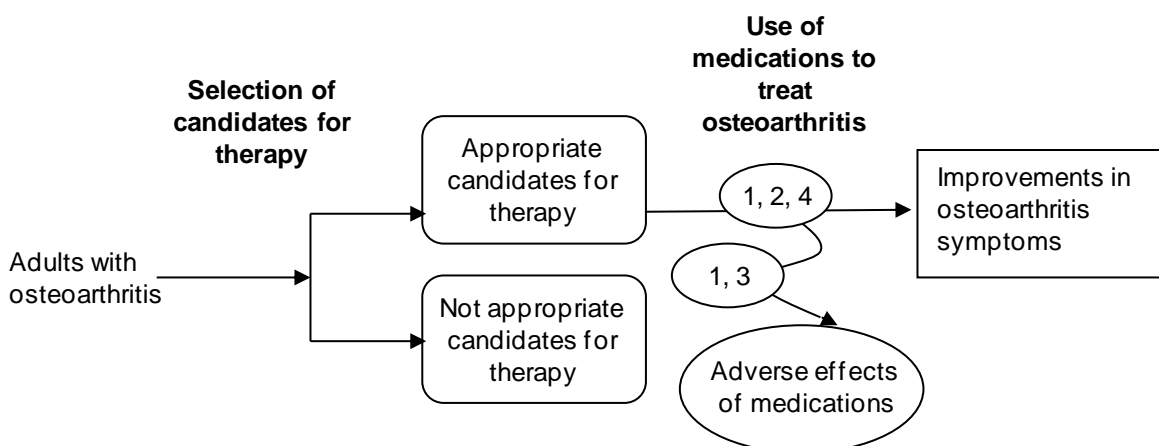 Selection of
candidates for
therapy
Use of
medications to
treat
osteoarthritis
Adults with
osteoarthritis
Appropriate
candidates for
therapy
Not appropriate
candidates for
therapy
1, 2, 4
1, 3
Improvements in
osteoarthritis
symptoms
Adverse effects
of medications